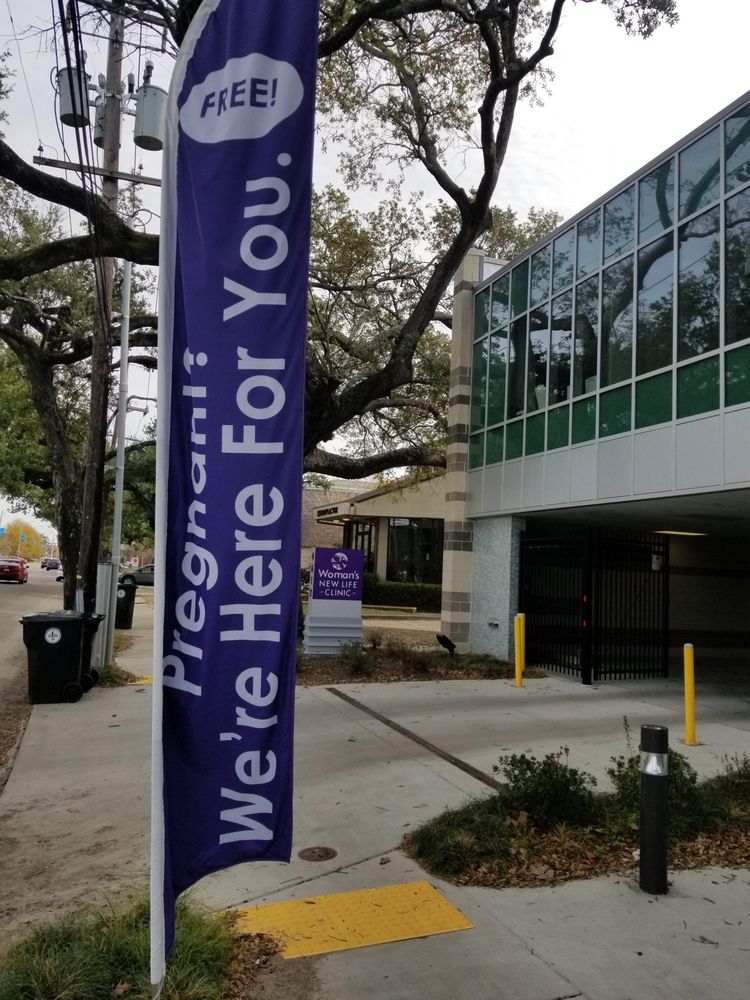 FREE!
Pregnant?
We're Here For You.
Woman's
NEW LIFE
-CLINIC-